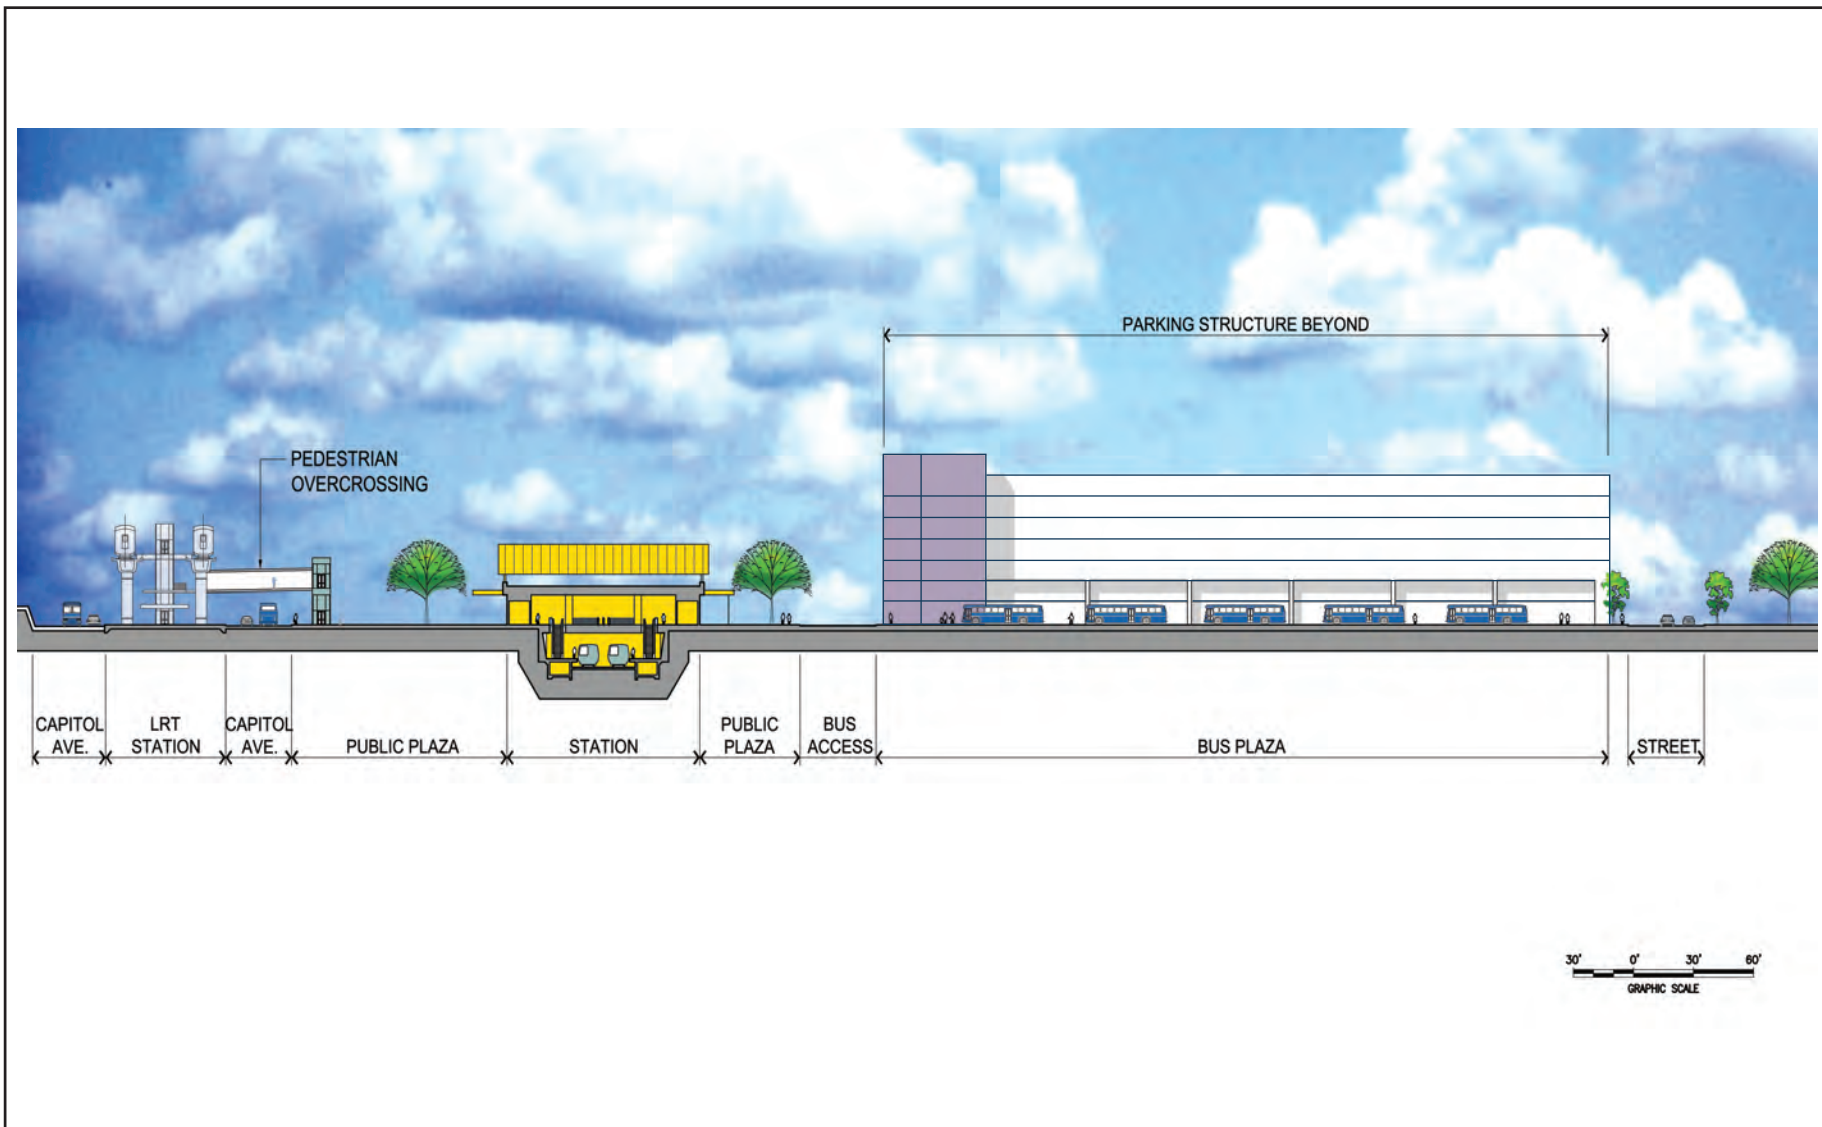 PARKING STRUCTURE BEYOND
PEDESTRIAN
OVERCROSSING
CAPITOL
AVE.
LRT
STATION
CAPITOL
AVE.
PUBLIC PLAZA
STATION
PUBLIC
PLAZA
BUS
ACCESS
BUS PLAZA
STREET
30' 0' 30' 60'
GRAPHIC SCALE